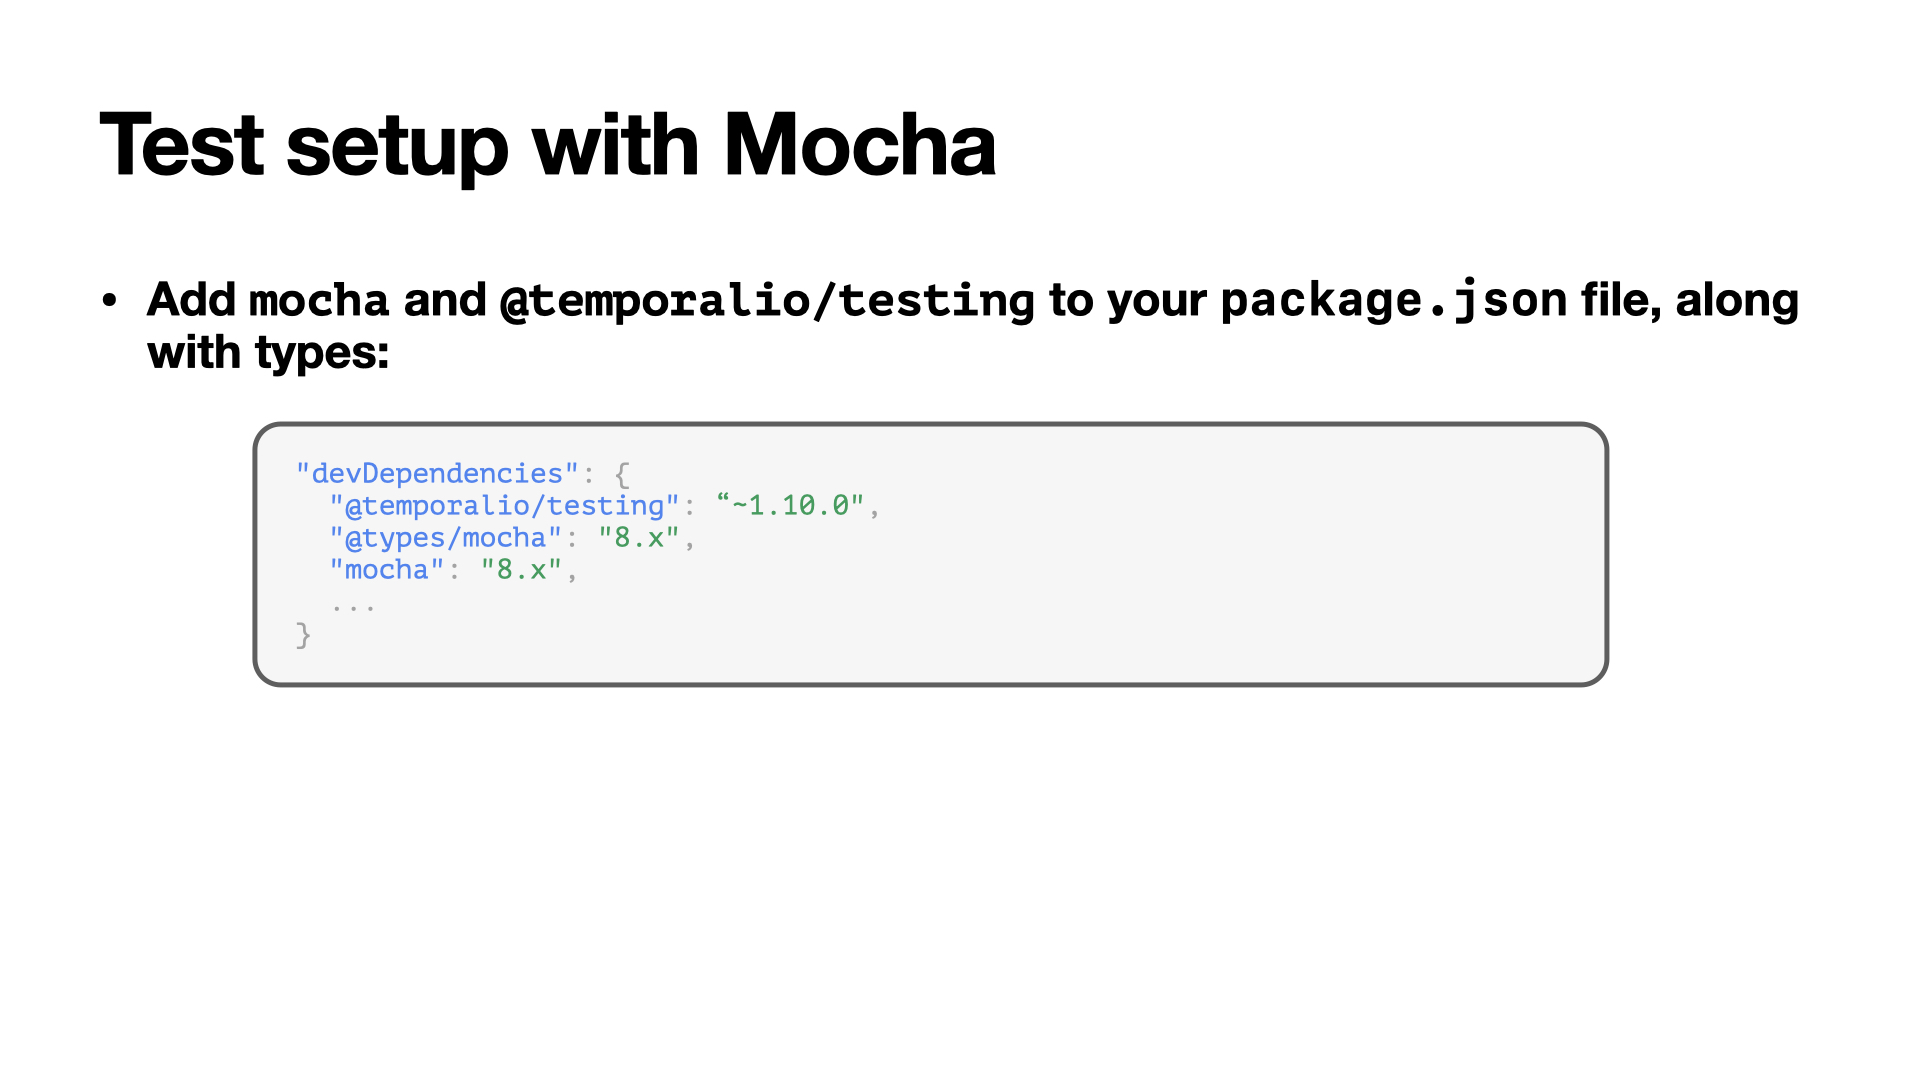 Test setup with Mocha
• Add mocha and @temporalio/testing to your package.json file, along
with types:
"devDependencies": {
  "@temporalio/testing": “~1.10.0",
  "@types/mocha": "8.x",
  "mocha": "8.x",
  ...
}